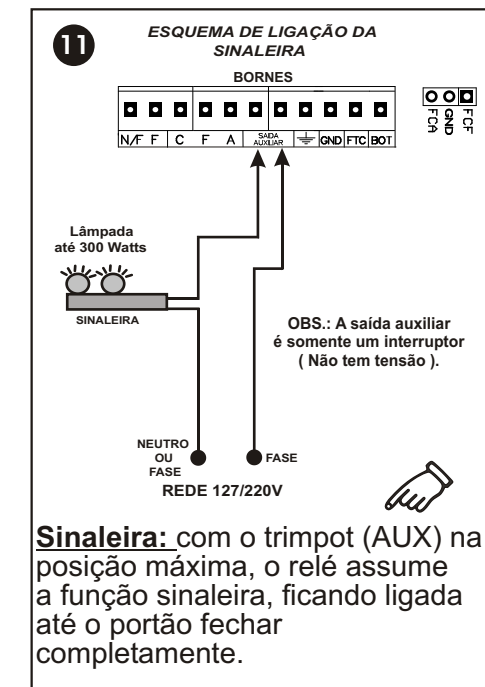 11
ESQUEMA DE LIGAÇÃO DA
SINALEIRA
BORNES
N/F F C F A SAIDA AUXILIAR GND FTC BOT
FCA GND FCF
Lâmpada
até 300 Watts
SINALEIRA
OBS.: A saída auxiliar
é somente um interruptor
( Não tem tensão ).
NEUTRO
OU
FASE
FASE
REDE 127/220V
Sinaleira: com o trimpot (AUX) na
posição máxima, o relé assume
a função sinaleira, ficando ligada
até o portão fechar
completamente.